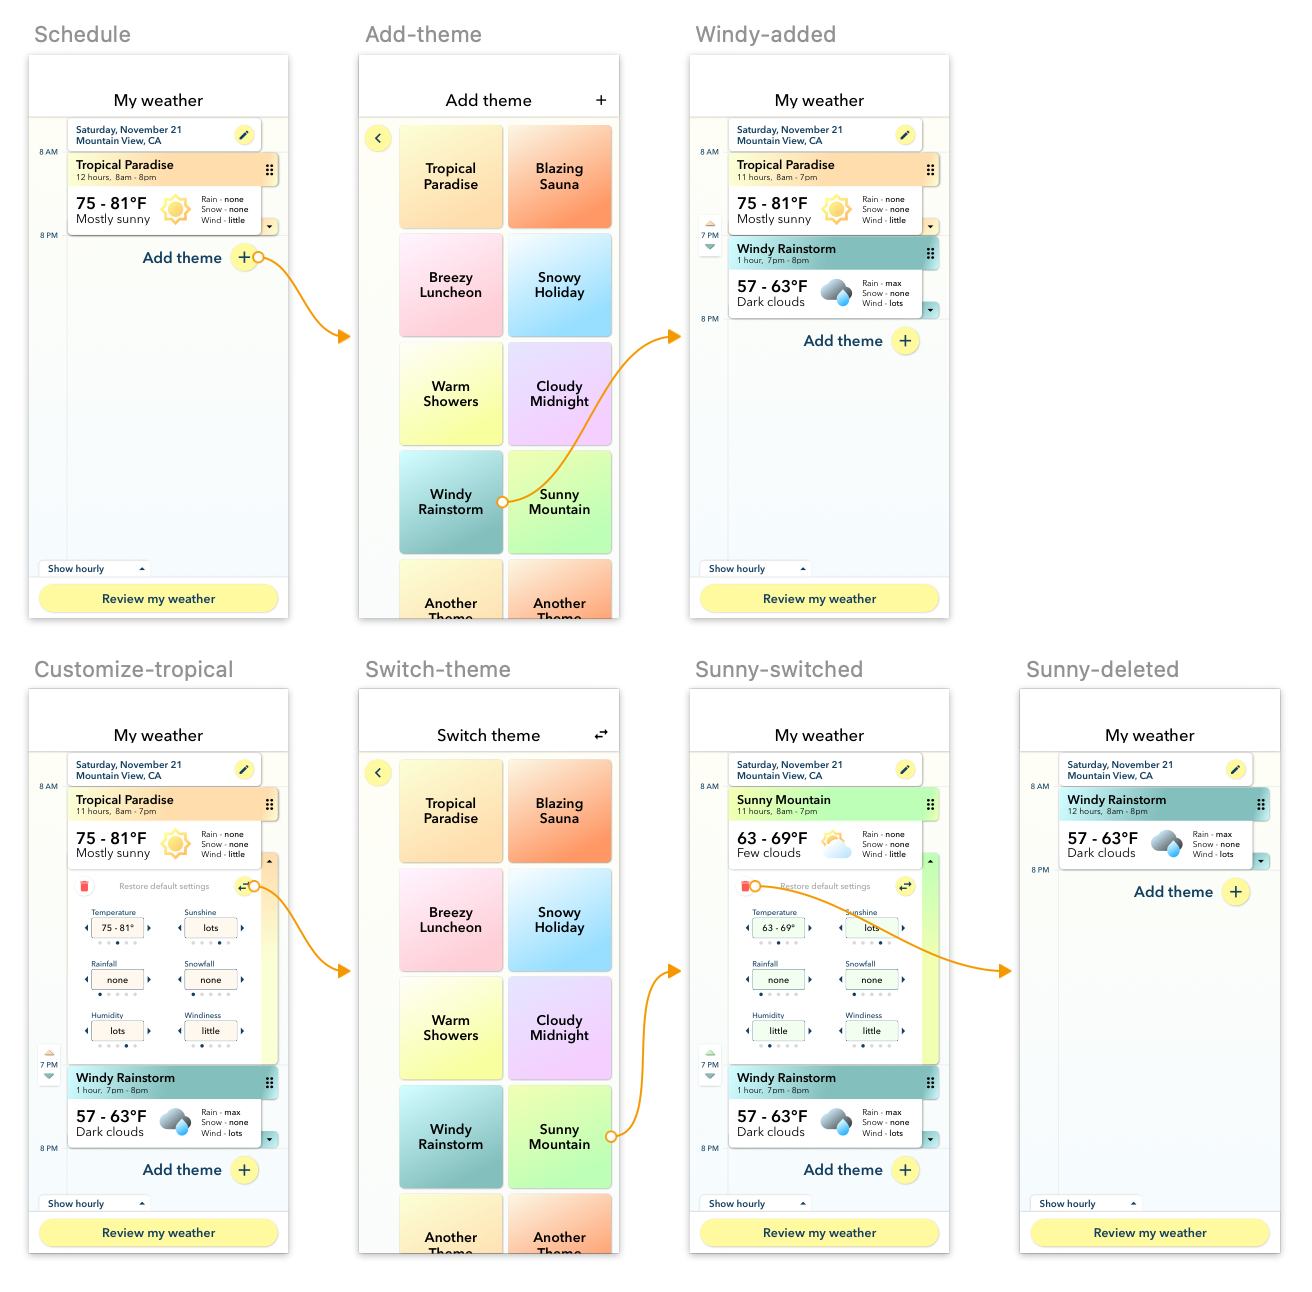 Schedule
My weather
Saturday, November 21
Mountain View, CA
8 AM
Tropical Paradise
12 hours, 8am - 8pm
75 - 81°F
Mostly sunny
Rain - none
Snow - none
Wind - little
8 PM
Add theme
Show hourly
Review my weather
Add-theme
Add theme
Tropical
Paradise
Blazing
Sauna
Breezy
Luncheon
Snowy
Holiday
Warm
Showers
Cloudy
Midnight
Windy
Rainstorm
Sunny
Mountain
Another
Theme
Another
Theme
Windy-added
My weather
Saturday, November 21
Mountain View, CA
8 AM
Tropical Paradise
11 hours, 8am - 7pm
75 - 81°F
Mostly sunny
Rain - none
Snow - none
Wind - little
7 PM
Windy Rainstorm
1 hour, 7pm - 8pm
57 - 63°F
Dark clouds
Rain - max
Snow - none
Wind - lots
8 PM
Add theme
Show hourly
Review my weather
Customize-tropical
My weather
Saturday, November 21
Mountain View, CA
8 AM
Tropical Paradise
11 hours, 8am - 7pm
75 - 81°F
Mostly sunny
Rain - none
Snow - none
Wind - little
Restore default settings
Temperature
75 - 81°
Sunshine
lots
Rainfall
none
Snowfall
none
Humidity
lots
Windiness
little
7 PM
Windy Rainstorm
1 hour, 7pm - 8pm
57 - 63°F
Dark clouds
Rain - max
Snow - none
Wind - lots
8 PM
Add theme
Show hourly
Review my weather
Switch-theme
Switch theme
Tropical
Paradise
Blazing
Sauna
Breezy
Luncheon
Snowy
Holiday
Warm
Showers
Cloudy
Midnight
Windy
Rainstorm
Sunny
Mountain
Another
Theme
Another
Theme
Sunny-switched
My weather
Saturday, November 21
Mountain View, CA
8 AM
Sunny Mountain
11 hours, 8am - 7pm
63 - 69°F
Few clouds
Rain - none
Snow - none
Wind - little
Restore default settings
Temperature
63 - 69°
Sunshine
lots
Rainfall
none
Snowfall
none
Humidity
little
Windiness
little
7 PM
Windy Rainstorm
1 hour, 7pm - 8pm
57 - 63°F
Dark clouds
Rain - max
Snow - none
Wind - lots
8 PM
Add theme
Show hourly
Review my weather
Sunny-deleted
My weather
Saturday, November 21
Mountain View, CA
8 AM
Windy Rainstorm
12 hours, 8am - 8pm
57 - 63°F
Dark clouds
Rain - max
Snow - none
Wind - lots
8 PM
Add theme
Show hourly
Review my weather